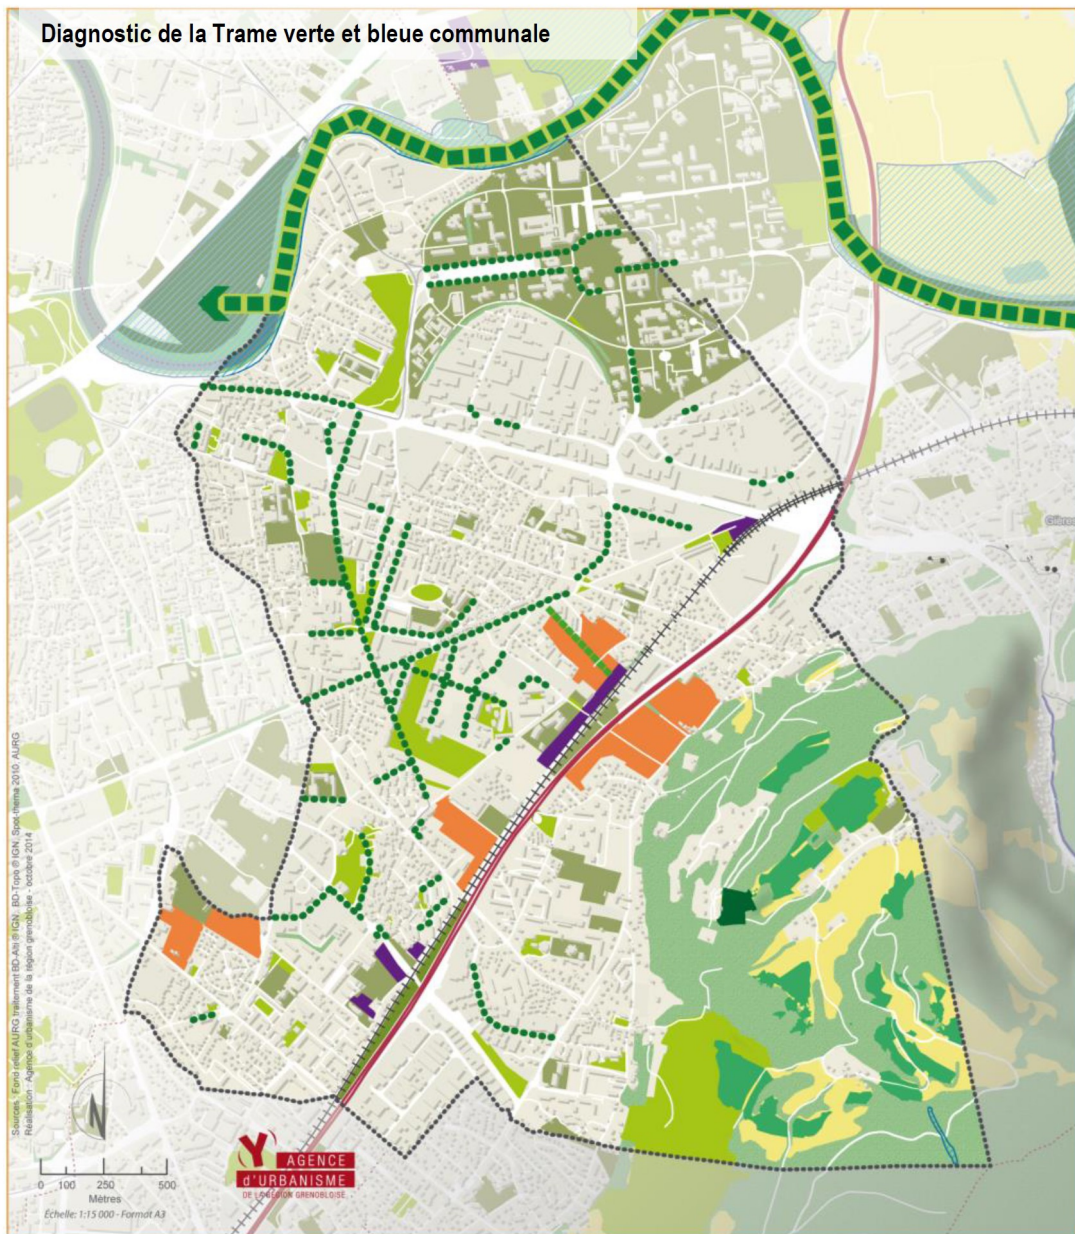 Diagnostic de la Trame verte et bleue communale
Giéres
Sources : Fond relief AURG traitement BD-Alti ® IGN, BD-Topo ® IGN, Spot-thema 2010, AURG
Réalisation : Agence d'urbanisme de la région grenobloise - octobre 2014
N
0 100 250 500
Mètres
Échelle: 1:15 000 - Format A3
AGENCE
d'URBANISME
DE LA RÉGION GRENOBLOISE